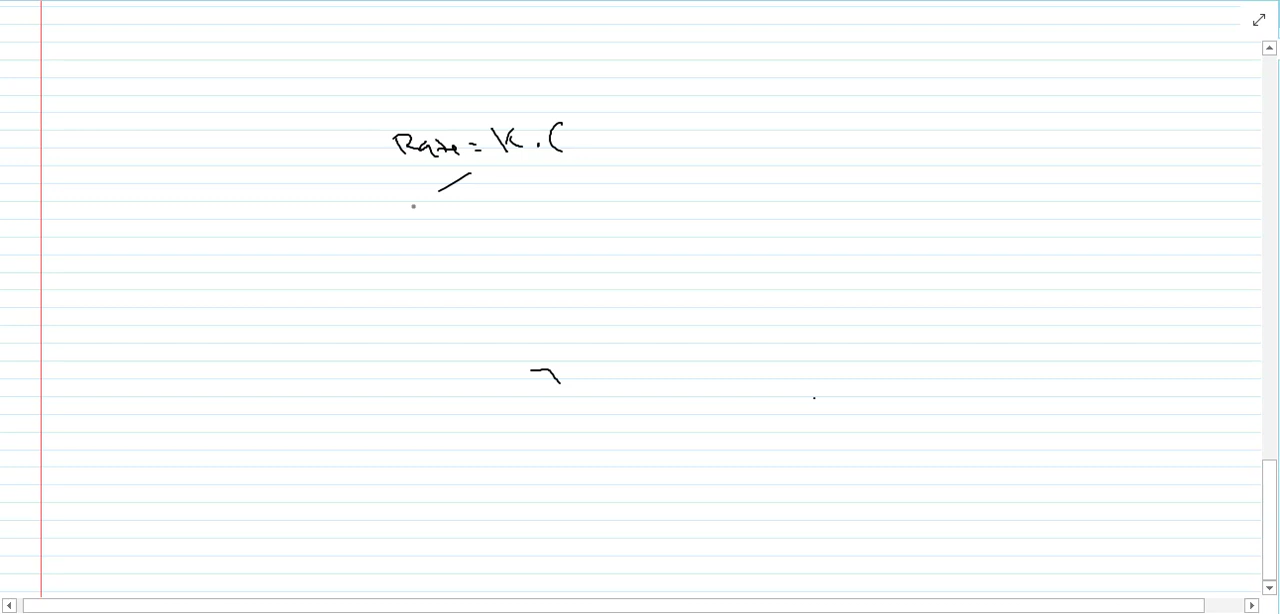 Rate = K . (